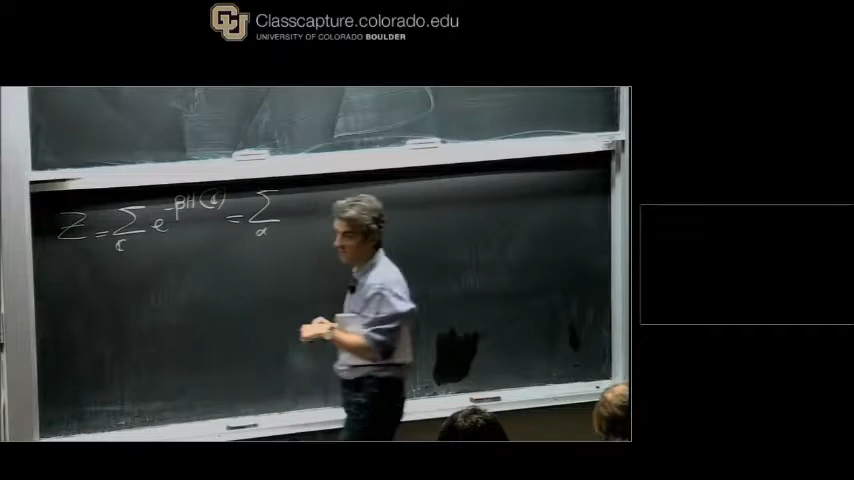 Classcapture.colorado.edu
UNIVERSITY OF COLORADO BOULDER
Z = Σ e^-βH = Σ